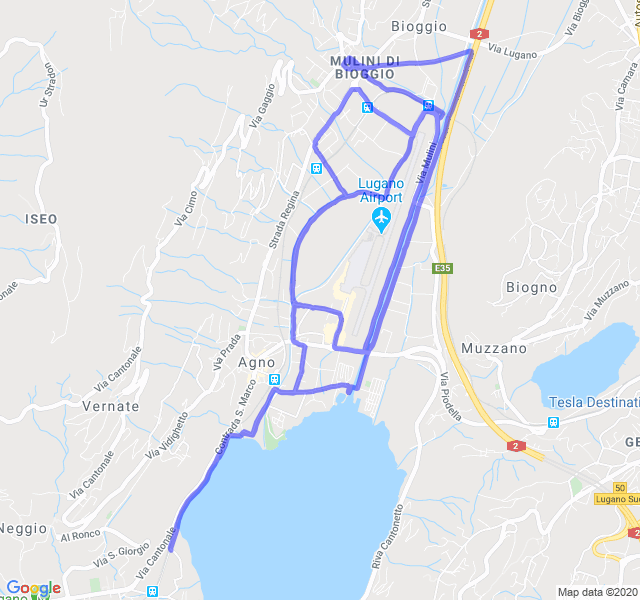 Bioggio
2
Via Lugano
Via Bioggio
MULINI DI
BIOGGIO
Ur Stradon
Via Gaggio
Via Camara
Via Mulini
Lugano
Airport
Via Cimo
ISEO
Strada Regina
E35
Biogno
Via Muzzano
Via Cantonale
Via Prada
Muzzano
Agno
Via Cantonale
Contrada S. Marco
Via Piodella
Tesla Destinati
Vernate
Via Vidighetto
2
GE
Via Cantonale
50
Lugano Sud
Neggio
Al Ronco
Via Cantonale
Riva Cantonetto
2
Via S. Giorgio
Google
Map data ©2020